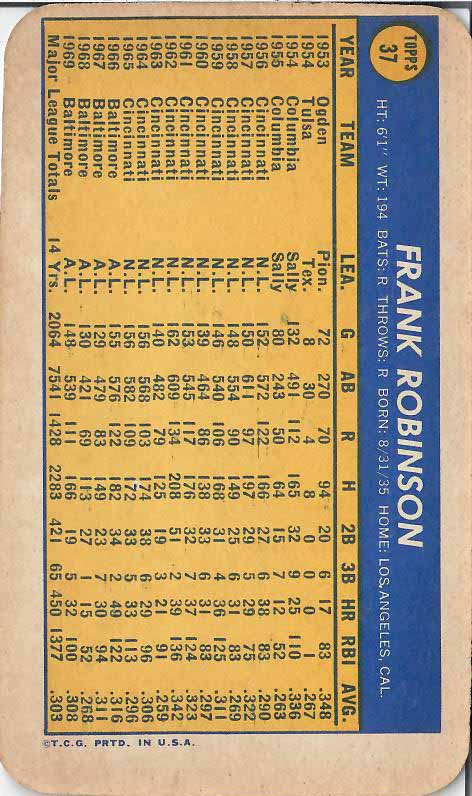 TOPPS
37
FRANK ROBINSON
HT: 6'1" WT: 194 BATS: R THROWS: R BORN: 8/31/35 HOME: LOS ANGELES, CAL.
YEAR TEAM LEA. G AB R H 2B 3B HR RBI AVG.
1953 Ogden Pion. 72 270 70 94 20 6 17 83 .348
1954 Tulsa Tex. 8 30 4 8 0 0 0 1 .267
1954 Columbia Sally 132 491 112 165 32 9 25 110 .336
1955 Columbia Sally 80 243 50 64 15 7 12 52 .263
1956 Cincinnati N.L. 152 572 122 166 27 6 38 83 .290
1957 Cincinnati N.L. 150 611 97 197 29 5 29 75 .322
1958 Cincinnati N.L. 148 554 90 149 25 6 31 83 .269
1959 Cincinnati N.L. 146 540 106 168 31 4 36 125 .311
1960 Cincinnati N.L. 139 464 86 138 33 6 31 83 .297
1961 Cincinnati N.L. 153 545 117 176 32 7 37 124 .323
1962 Cincinnati N.L. 162 609 134 208 51 2 39 136 .342
1963 Cincinnati N.L. 140 482 79 125 19 3 21 91 .259
1964 Cincinnati N.L. 156 568 103 174 38 6 29 96 .306
1965 Cincinnati N.L. 156 582 109 172 33 5 33 113 .296
1966 Baltimore A.L. 155 576 122 182 34 2 49 122 .316
1967 Baltimore A.L. 129 479 83 149 23 7 30 94 .311
1968 Baltimore A.L. 130 421 69 113 27 1 15 52 .268
1969 Baltimore A.L. 148 539 111 166 19 5 32 100 .308
Major League Totals 14 Yrs. 2064 7541 1428 2283 421 65 450 1377 .303
©T.C.G. PRTD. IN U.S.A.